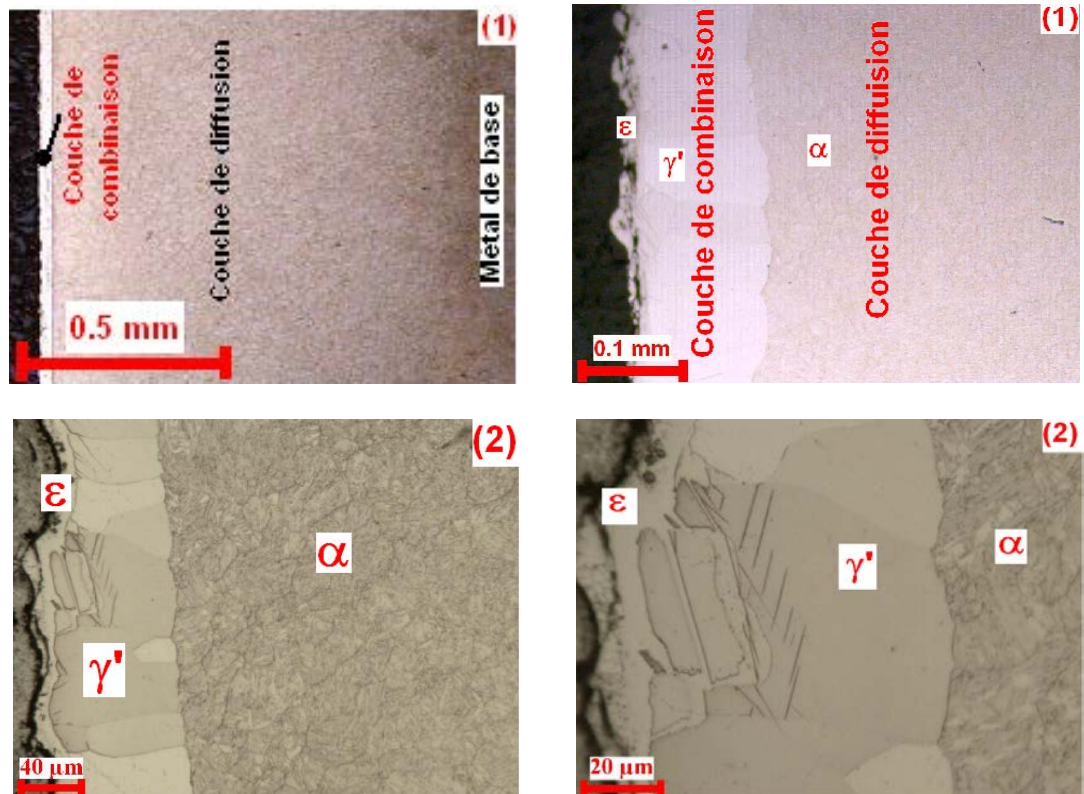 (1)
Couche de
combinaison
Couche de diffusion
Métal de base
0.5 mm
(1)
ε
γ'
Couche de combinaison
α
Couche de diffuision
0.1 mm
(2)
ε
α
γ'
40 µm
(2)
ε
γ'
α
20 µm